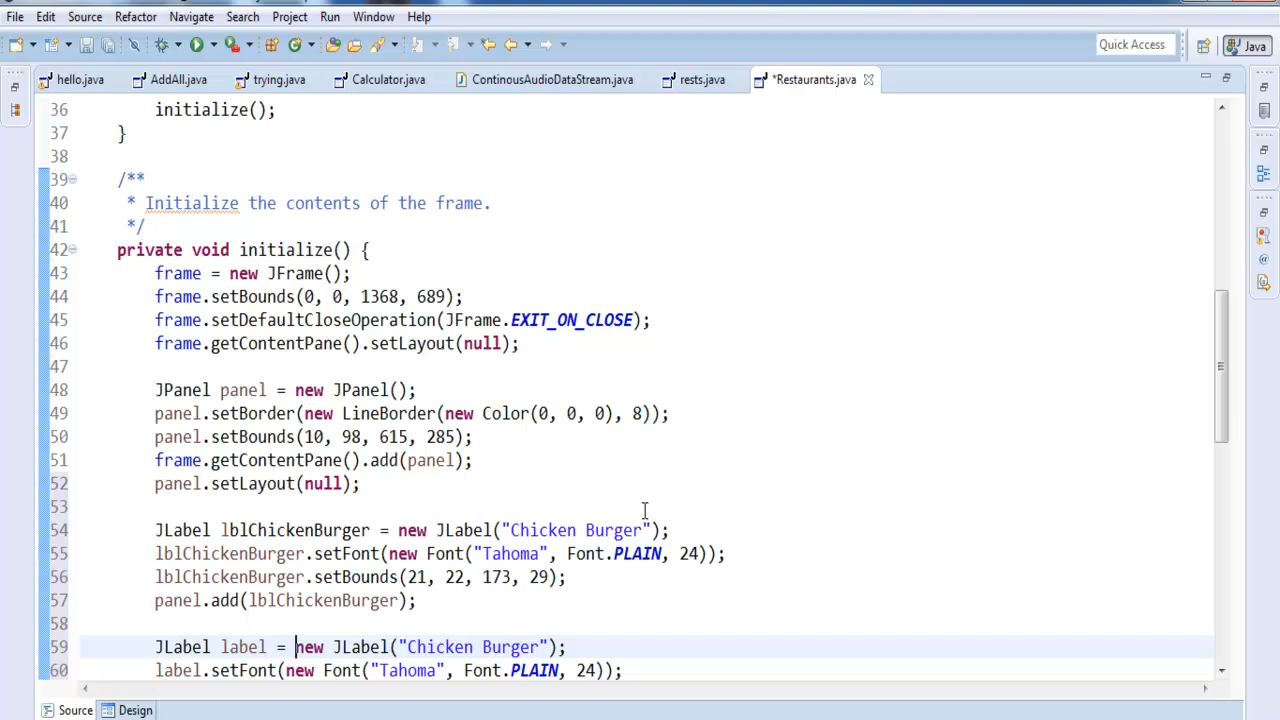 File Edit Source Refactor Navigate Search Project Run Window Help
Quick Access Java
hello.java AddAll.java trying.java Calculator.java ContinousAudioDataStream.java rests.java *Restaurants.java
36 initialize();
37 }
38
39 /**
40 * Initialize the contents of the frame.
41 */
42 private void initialize() {
43 frame = new JFrame();
44 frame.setBounds(0, 0, 1368, 689);
45 frame.setDefaultCloseOperation(JFrame.EXIT_ON_CLOSE);
46 frame.getContentPane().setLayout(null);
47
48 JPanel panel = new JPanel();
49 panel.setBorder(new LineBorder(new Color(0, 0, 0), 8));
50 panel.setBounds(10, 98, 615, 285);
51 frame.getContentPane().add(panel);
52 panel.setLayout(null);
53
54 JLabel lblChickenBurger = new JLabel("Chicken Burger");
55 lblChickenBurger.setFont(new Font("Tahoma", Font.PLAIN, 24));
56 lblChickenBurger.setBounds(21, 22, 173, 29);
57 panel.add(lblChickenBurger);
58
59 JLabel label = new JLabel("Chicken Burger");
60 label.setFont(new Font("Tahoma", Font.PLAIN, 24));
Source Design